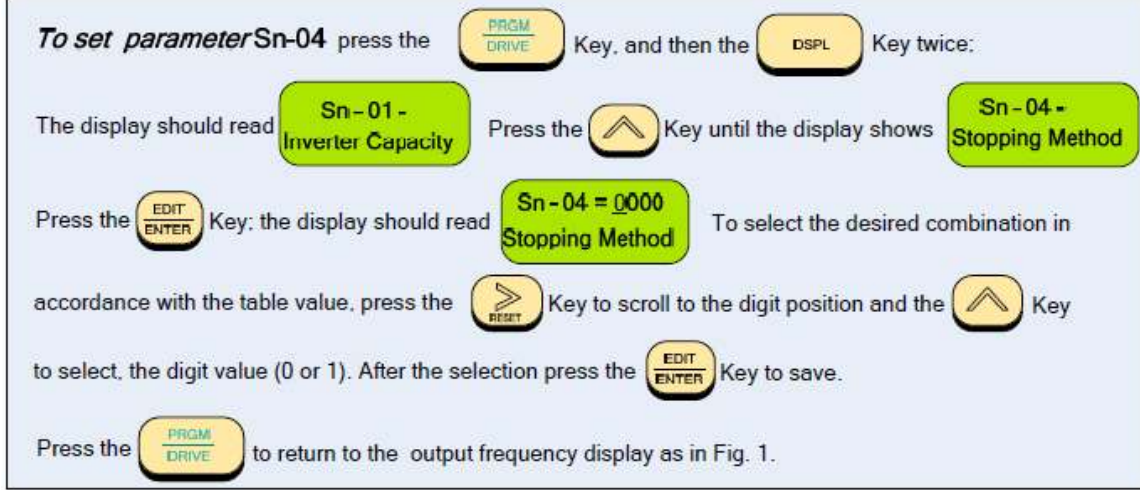 To set parameter Sn-04 press the PRGM DRIVE Key, and then the DSPL Key twice;
The display should read Sn-01- Inverter Capacity Press the Key until the display shows Sn-04- Stopping Method
Press the EDIT ENTER Key; the display should read Sn-04 = 0000 Stopping Method To select the desired combination in
accordance with the table value, press the RESET Key to scroll to the digit position and the Key
to select, the digit value (0 or 1). After the selection press the EDIT ENTER Key to save.
Press the PRGM DRIVE to return to the output frequency display as in Fig. 1.